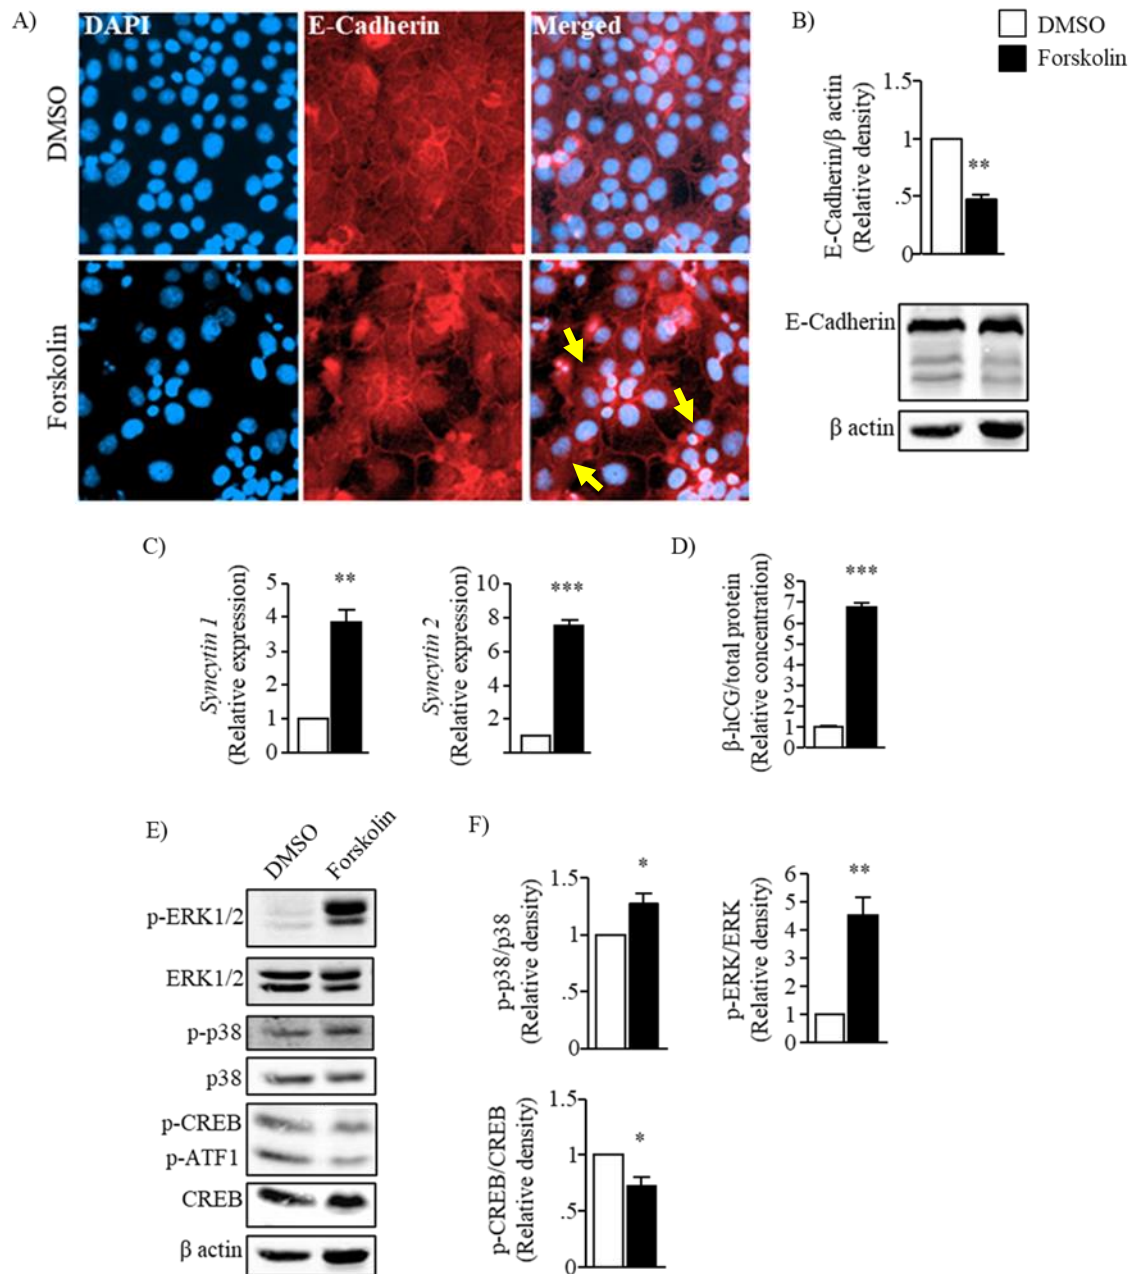 A)
DAPI
E-Cadherin
Merged
DMSO
Forskolin
B)
DMSO
Forskolin
E-Cadherin/β actin
(Relative density)
1.5
1
.5
0
**
E-Cadherin
β actin
C)
Syncytin 1
(Relative expression)
5
4
3
2
1
0
**
Syncytin 2
(Relative expression)
10
8
6
4
2
***
D)
β-hCG/total protein
(Relative concentration)
8
7
6
5
4
3
2
1
0
***
E)
DMSO
Forskolin
p-ERK1/2
ERK1/2
p-p38
p38
p-CREB
p-ATF1
CREB
β actin
F)
p-p38/p38
(Relative density)
1.5
1
.5
0
*
p-ERK/ERK
(Relative density)
6
5
4
3
2
1
0
**
p-CREB/CREB
(Relative density)
1.5
1
.5
0
*